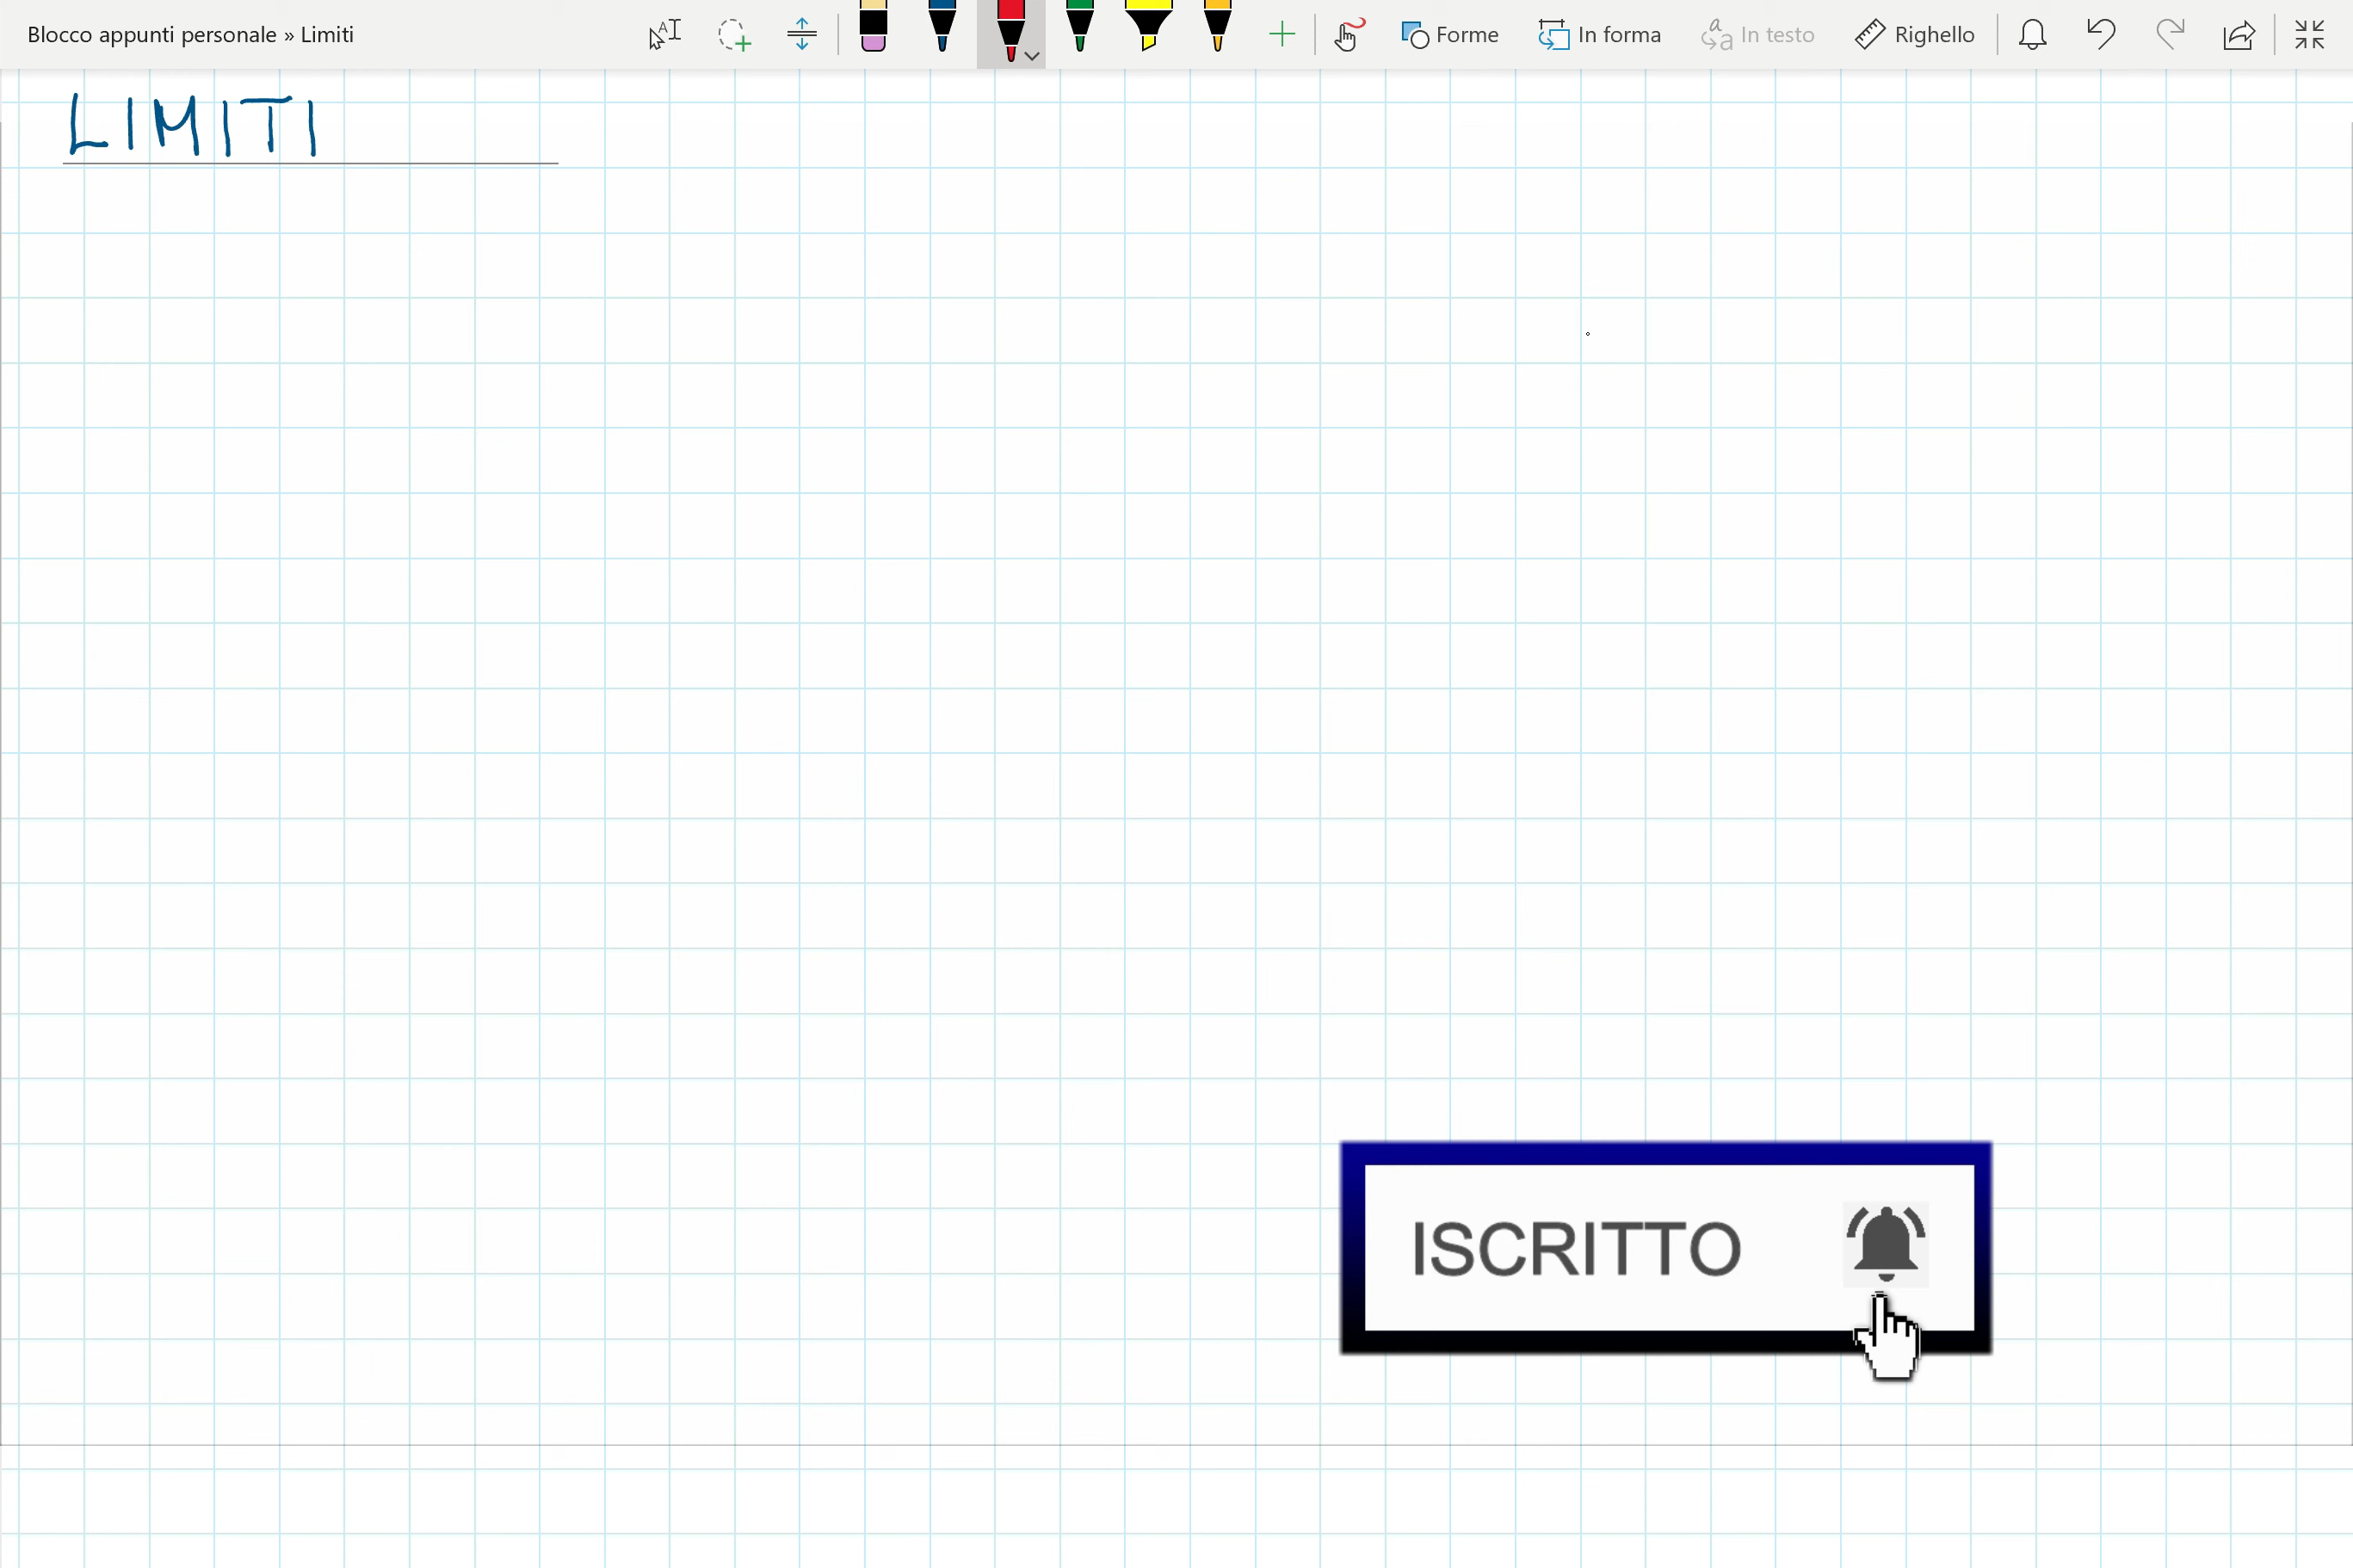 Blocco appunti personale » Limiti
Forme
In forma
In testo
Righello
LIMITI
ISCRITTO